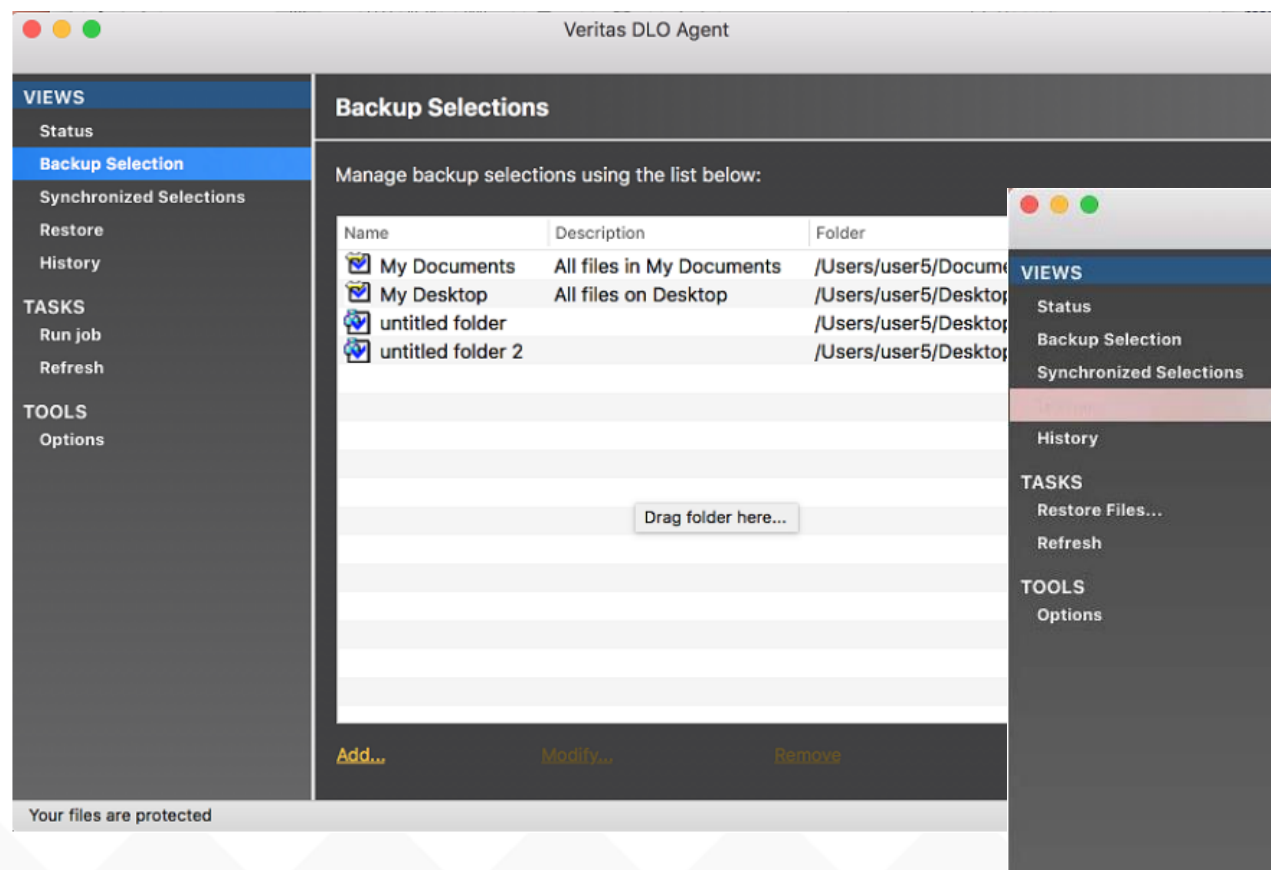 Veritas DLO Agent
VIEWS
Status
Backup Selection
Synchronized Selections
Restore
History
TASKS
Run job
Refresh
TOOLS
Options
Backup Selections
Manage backup selections using the list below:
Name Description Folder
My Documents All files in My Documents /Users/user5/Docume
My Desktop All files on Desktop /Users/user5/Desktop
untitled folder /Users/user5/Desktop
untitled folder 2 /Users/user5/Desktop
Drag folder here...
Add... Modify... Remove
Your files are protected
VIEWS
Status
Backup Selection
Synchronized Selections
History
TASKS
Restore Files...
Refresh
TOOLS
Options